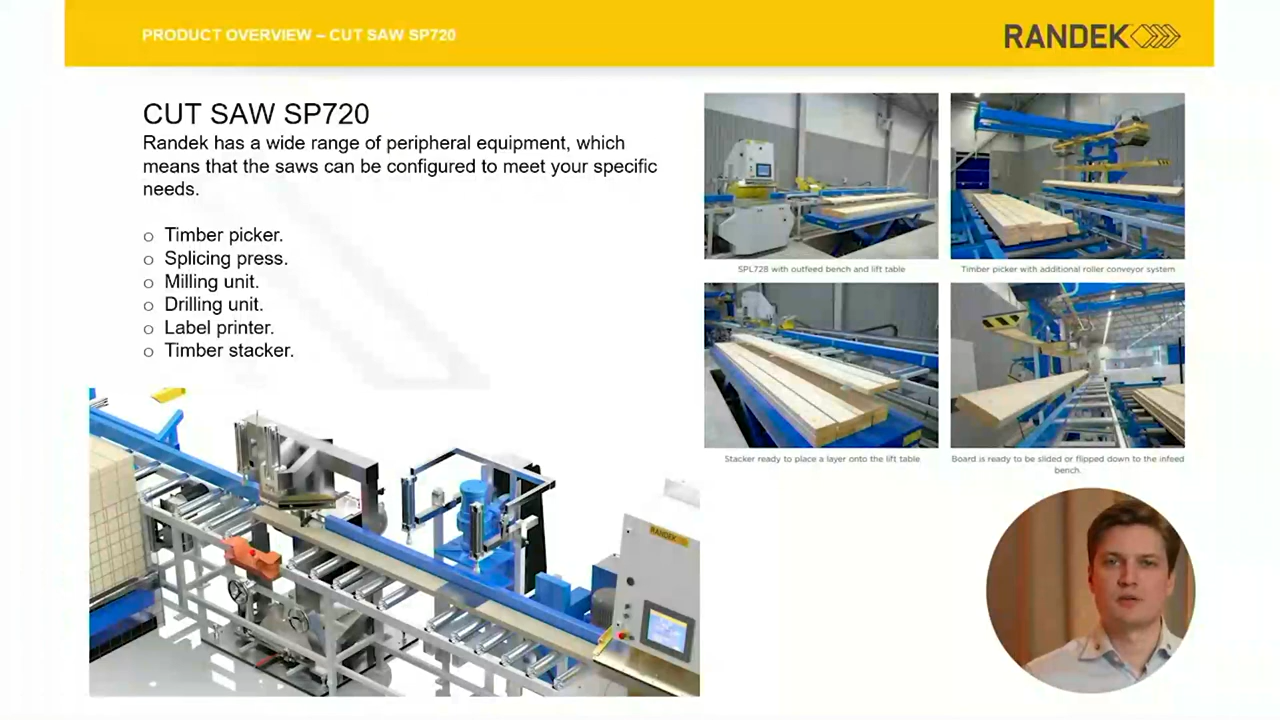 PRODUCT OVERVIEW – CUT SAW SP720
RANDEK
CUT SAW SP720
Randek has a wide range of peripheral equipment, which
means that the saws can be configured to meet your specific
needs.
o Timber picker.
o Splicing press.
o Milling unit.
o Drilling unit.
o Label printer.
o Timber stacker.
SPL728 with outfeed bench and lift table
Timber picker with additional roller conveyor system
Stacker ready to place a layer onto the lift table
Board is ready to be slided or flipped down to the infeed
bench.
RANDEK